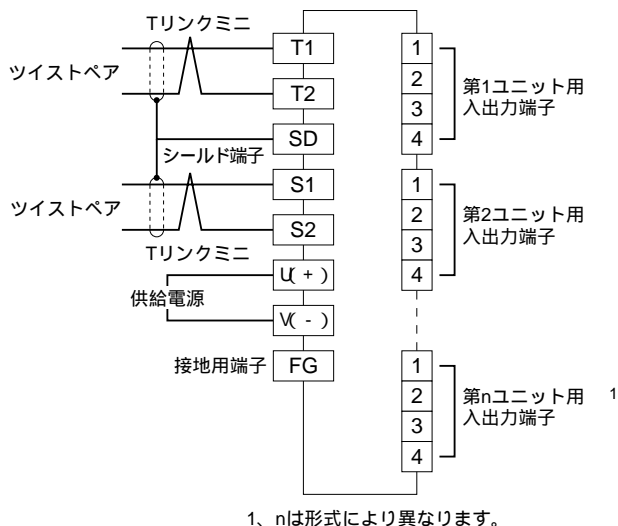 Tリンクミニ
ツイストペア
T1
T2
SD
シールド端子
S1
ツイストペア
S2
Tリンクミニ
U( + )
供給電源
V( - )
接地用端子
FG
1
2
3
4
第1ユニット用
入出力端子
1
2
3
4
第2ユニット用
入出力端子
1
2
3
4
第nユニット用 1
入出力端子
1、nは形式により異なります。